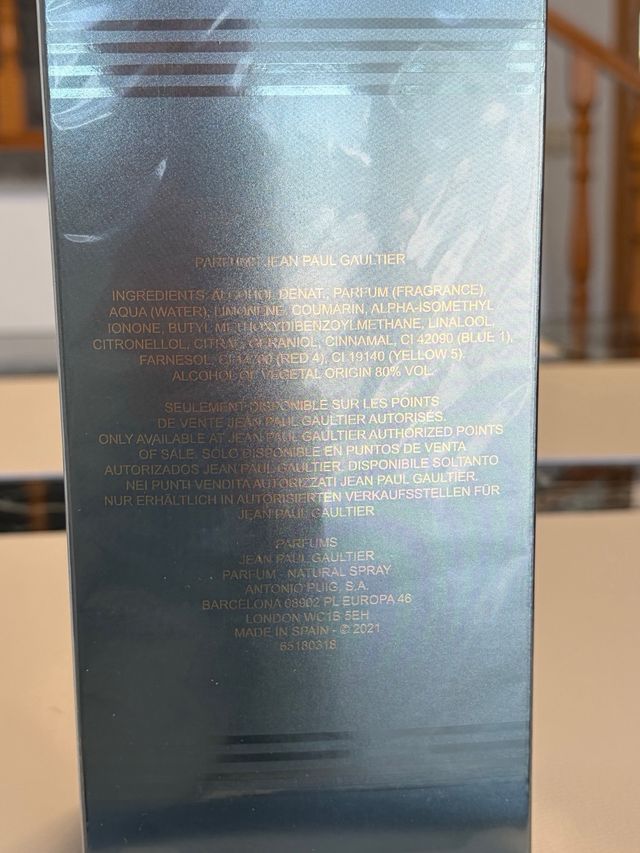 PARFUMS JEAN PAUL GAULTIER
INGREDIENTS: ALCOHOL DENAT., PARFUM (FRAGRANCE),
AQUA (WATER), LIMONENE, COUMARIN, ALPHA-ISOMETHYL
IONONE, BUTYL METHOXYDIBENZOYLMETHANE, LINALOOL,
CITRONELLOL, CITRAL, GERANIOL, CINNAMAL, CI 42090 (BLUE 1),
FARNESOL, CI 14700 (RED 4), CI 19140 (YELLOW 5).
ALCOHOL OF VEGETAL ORIGIN 80% VOL.
SEULEMENT DISPONIBLE SUR LES POINTS
DE VENTE JEAN PAUL GAULTIER AUTORISÉS.
ONLY AVAILABLE AT JEAN PAUL GAULTIER AUTHORIZED POINTS
OF SALE. SÓLO DISPONIBLE EN PUNTOS DE VENTA
AUTORIZADOS JEAN PAUL GAULTIER. DISPONIBILE SOLTANTO
NEI PUNTI VENDITA AUTORIZZATI JEAN PAUL GAULTIER.
NUR ERHÄLTLICH IN AUTORISIERTEN VERKAUFSSTELLEN FÜR
JEAN PAUL GAULTIER
PARFUMS
JEAN PAUL GAULTIER
PARFUM - NATURAL SPRAY
ANTONIO PUIG, S.A.
BARCELONA 08902 PL EUROPA 46
LONDON WC1B 5EH
MADE IN SPAIN - © 2021
65180318